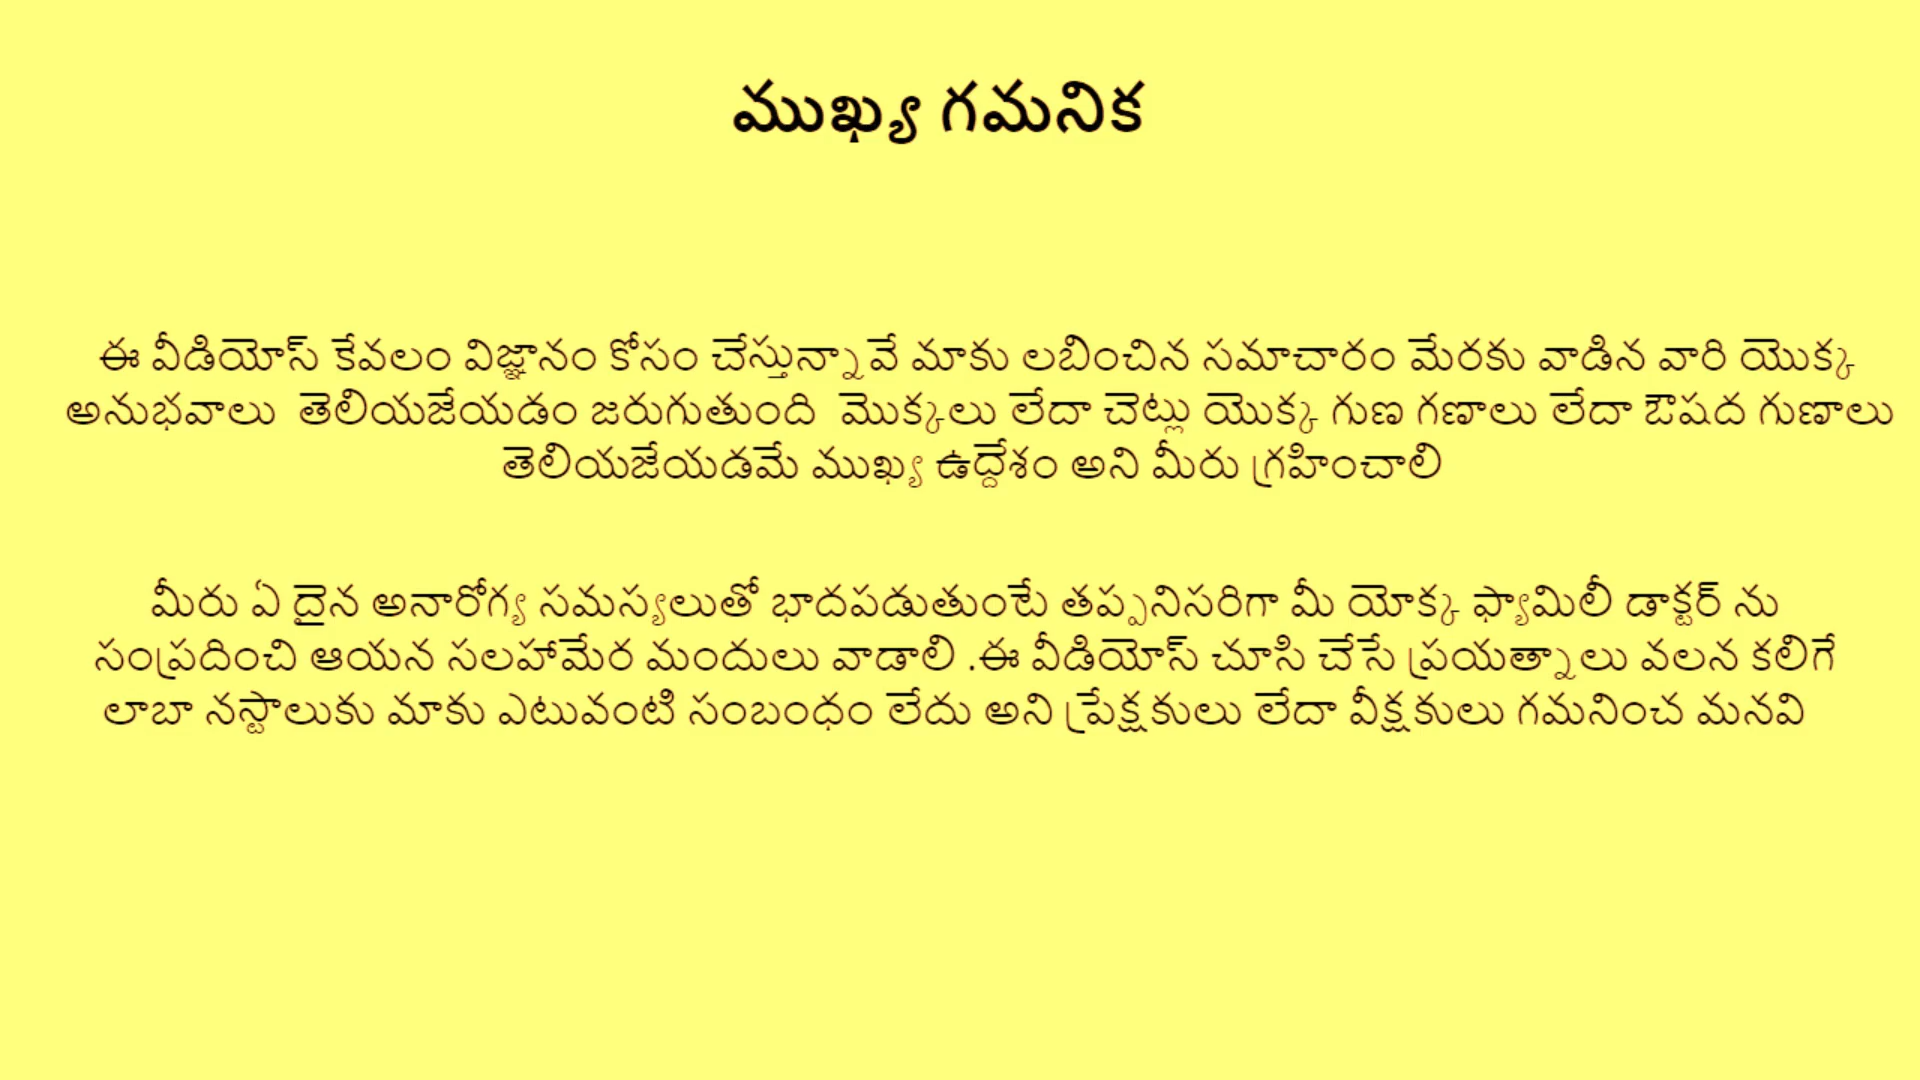 ముఖ్య గమనిక
ఈ వీడియోస్ కేవలం విజ్ఞానం కోసం చేస్తున్నావే మాకు లబించిన సమాచారం మేరకు వాడిన వారి యొక్క
అనుభవాలు తెలియజేయడం జరుగుతుంది మొక్కలు లేదా చెట్లు యొక్క గుణ గణాలు లేదా ఔషద గుణాలు
తెలియజేయడమే ముఖ్య ఉద్దేశం అని మీరు గ్రహించాలి
మీరు ఏ దైన అనారోగ్య సమస్యలుతో భాదపడుతుంటే తప్పనిసరిగా మీ యోక్క ఫ్యామిలీ డాక్టర్ ను
సంప్రదించి ఆయన సలహామేర మందులు వాడాలి .ఈ వీడియోస్ చూసి చేసే ప్రయత్నాలు వలన కలిగే
లాబా నస్టాలుకు మాకు ఎటువంటి సంబంధం లేదు అని ప్రేక్షకులు లేదా వీక్షకులు గమనించ మనవి